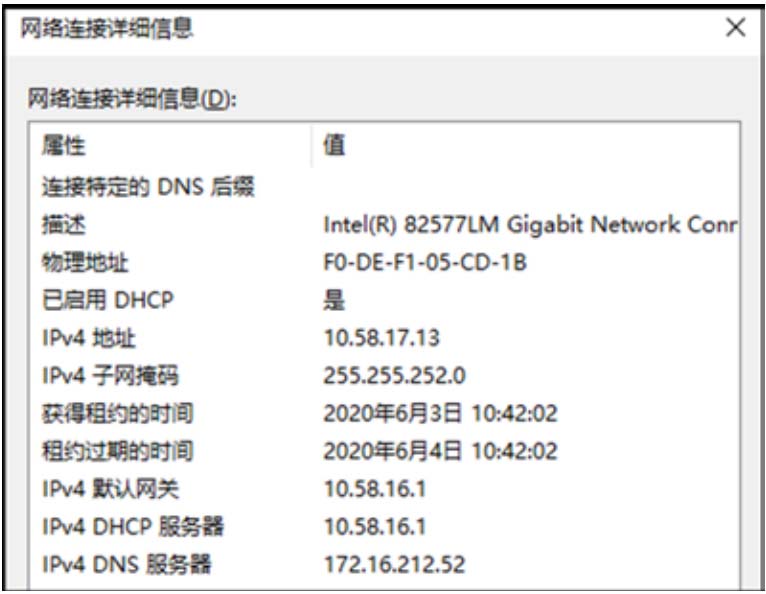 网络连接详细信息
网络连接详细信息(D):
属性 值
连接特定的 DNS 后缀
描述 Intel(R) 82577LM Gigabit Network Conr
物理地址 F0-DE-F1-05-CD-1B
已启用 DHCP 是
IPv4 地址 10.58.17.13
IPv4 子网掩码 255.255.252.0
获得租约的时间 2020年6月3日 10:42:02
租约过期的时间 2020年6月4日 10:42:02
IPv4 默认网关 10.58.16.1
IPv4 DHCP 服务器 10.58.16.1
IPv4 DNS 服务器 172.16.212.52